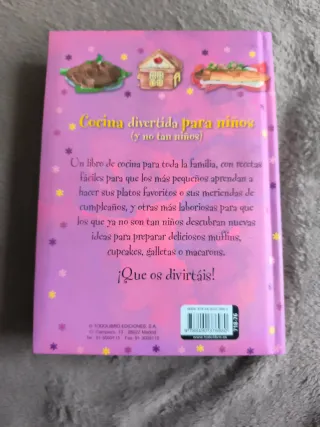 Cocina divertida para niños
(y no tan niños)
Un libro de cocina para toda la familia, con recetas
fáciles para que los más pequeños aprendan a
hacer sus platos favoritos o sus meriendas de
cumpleaños, y otras más laboriosas para que
los que ya no son tan niños descubran nuevas
ideas para preparar deliciosos muffins,
cupcakes, galletas o macarons.
¡Que os divirtáis!